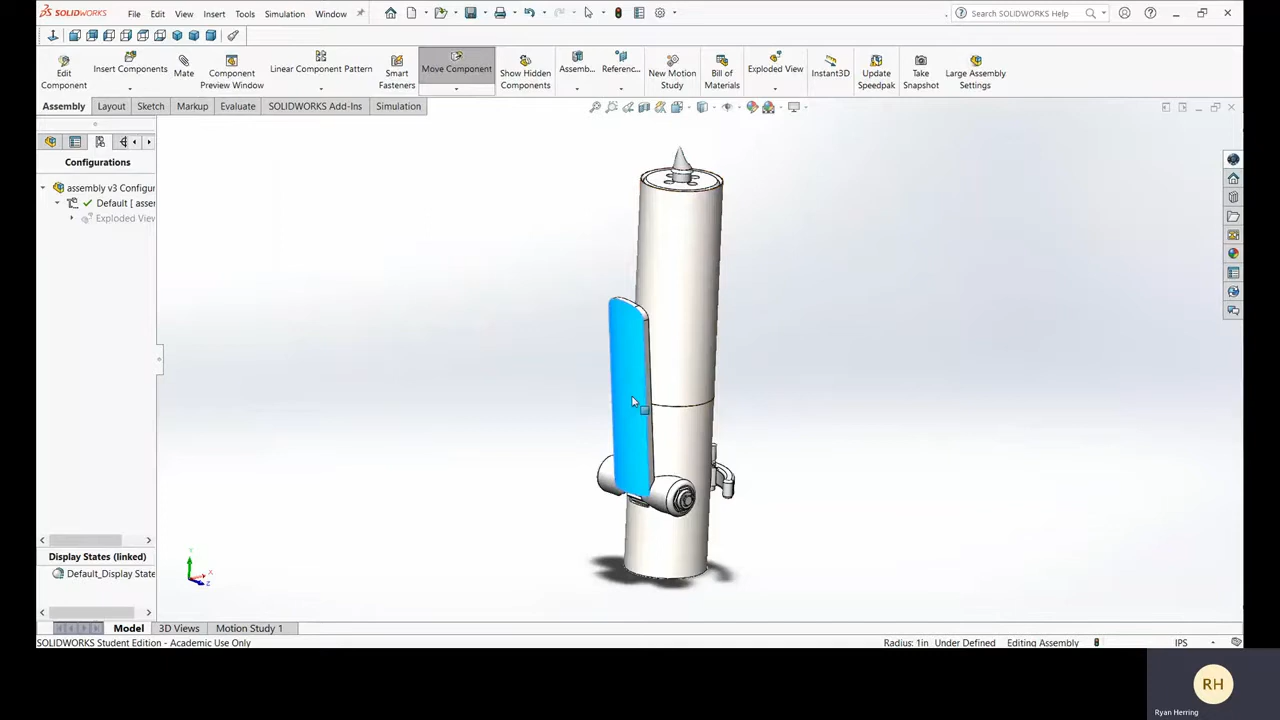 SOLIDWORKS File Edit View Insert Tools Simulation Window Search SOLIDWORKS Help
Edit Component
Insert Components
Mate
Component Preview Window
Linear Component Pattern
Smart Fasteners
Move Component
Show Hidden Components
Assemb...
Referenc...
New Motion Study
Bill of Materials
Exploded View
Instant3D
Update Speedpak
Take Snapshot
Large Assembly Settings
Assembly Layout Sketch Markup Evaluate SOLIDWORKS Add-Ins Simulation
Configurations
assembly v3 Configur
Default [ asser
Exploded View
Display States (linked)
Default_Display State
Y
X
Z
Model 3D Views Motion Study 1
SOLIDWORKS Student Edition - Academic Use Only Radius: 1in Under Defined Editing Assembly IPS
RH
Ryan Herring